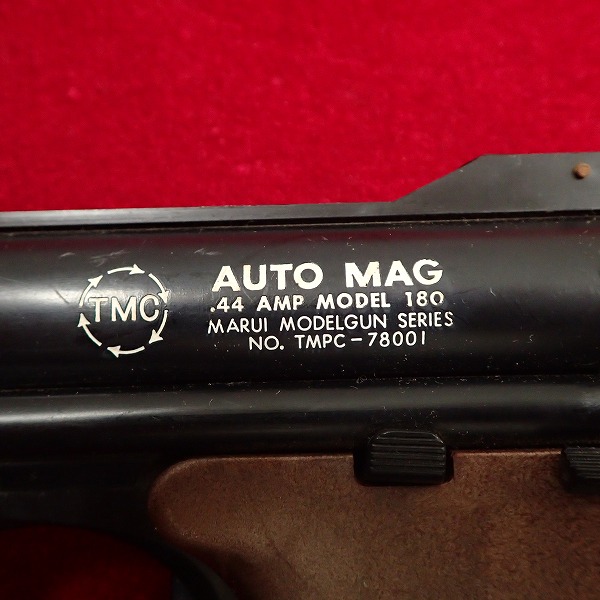 TMC
AUTO MAG
.44 AMP MODEL 180
MARUI MODELGUN SERIES
NO. TMPC-78001